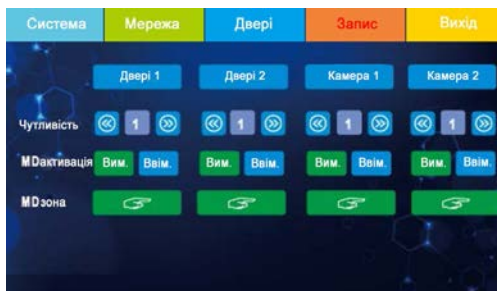 Система Мережа Двері Запис Вихід
Двері 1 Двері 2 Камера 1 Камера 2
Чутливість 1 1 1 1
MDактивація Вим. Ввім. Вим. Ввім. Вим. Ввім. Вим. Ввім.
MDзона